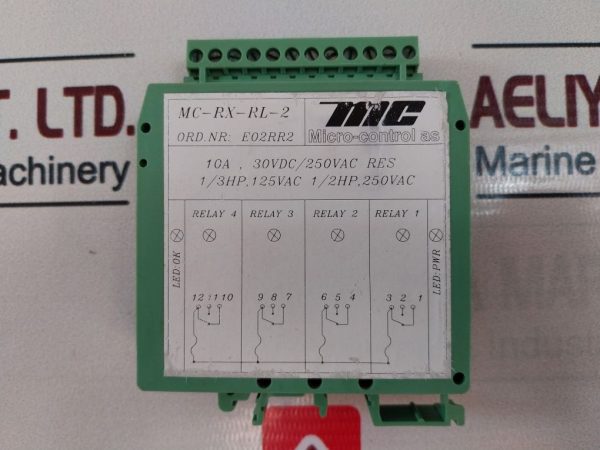 T. LTD.
achinery
AELIY
Marine
MC-RX-RL-2
MC
ORD.NR: E02RR2
Micro-control as
10A , 30VDC/250VAC RES
1/3HP,125VAC 1/2HP,250VAC
LED:OK
RELAY 4
RELAY 3
RELAY 2
RELAY 1
LED:PWR
12 11 10
9 8 7
6 5 4
3 2 1